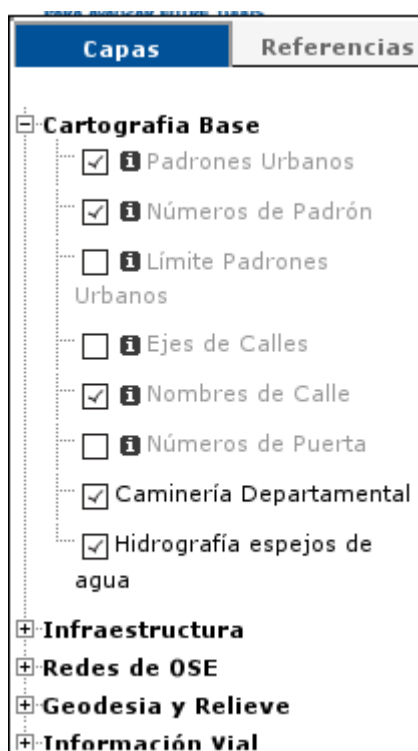 Capas Referencias
Cartografia Base
Padrones Urbanos
Números de Padrón
Límite Padrones
Urbanos
Ejes de Calles
Nombres de Calle
Números de Puerta
Caminería Departamental
Hidrografía espejos de
agua
Infraestructura
Redes de OSE
Geodesia y Relieve
Información Vial